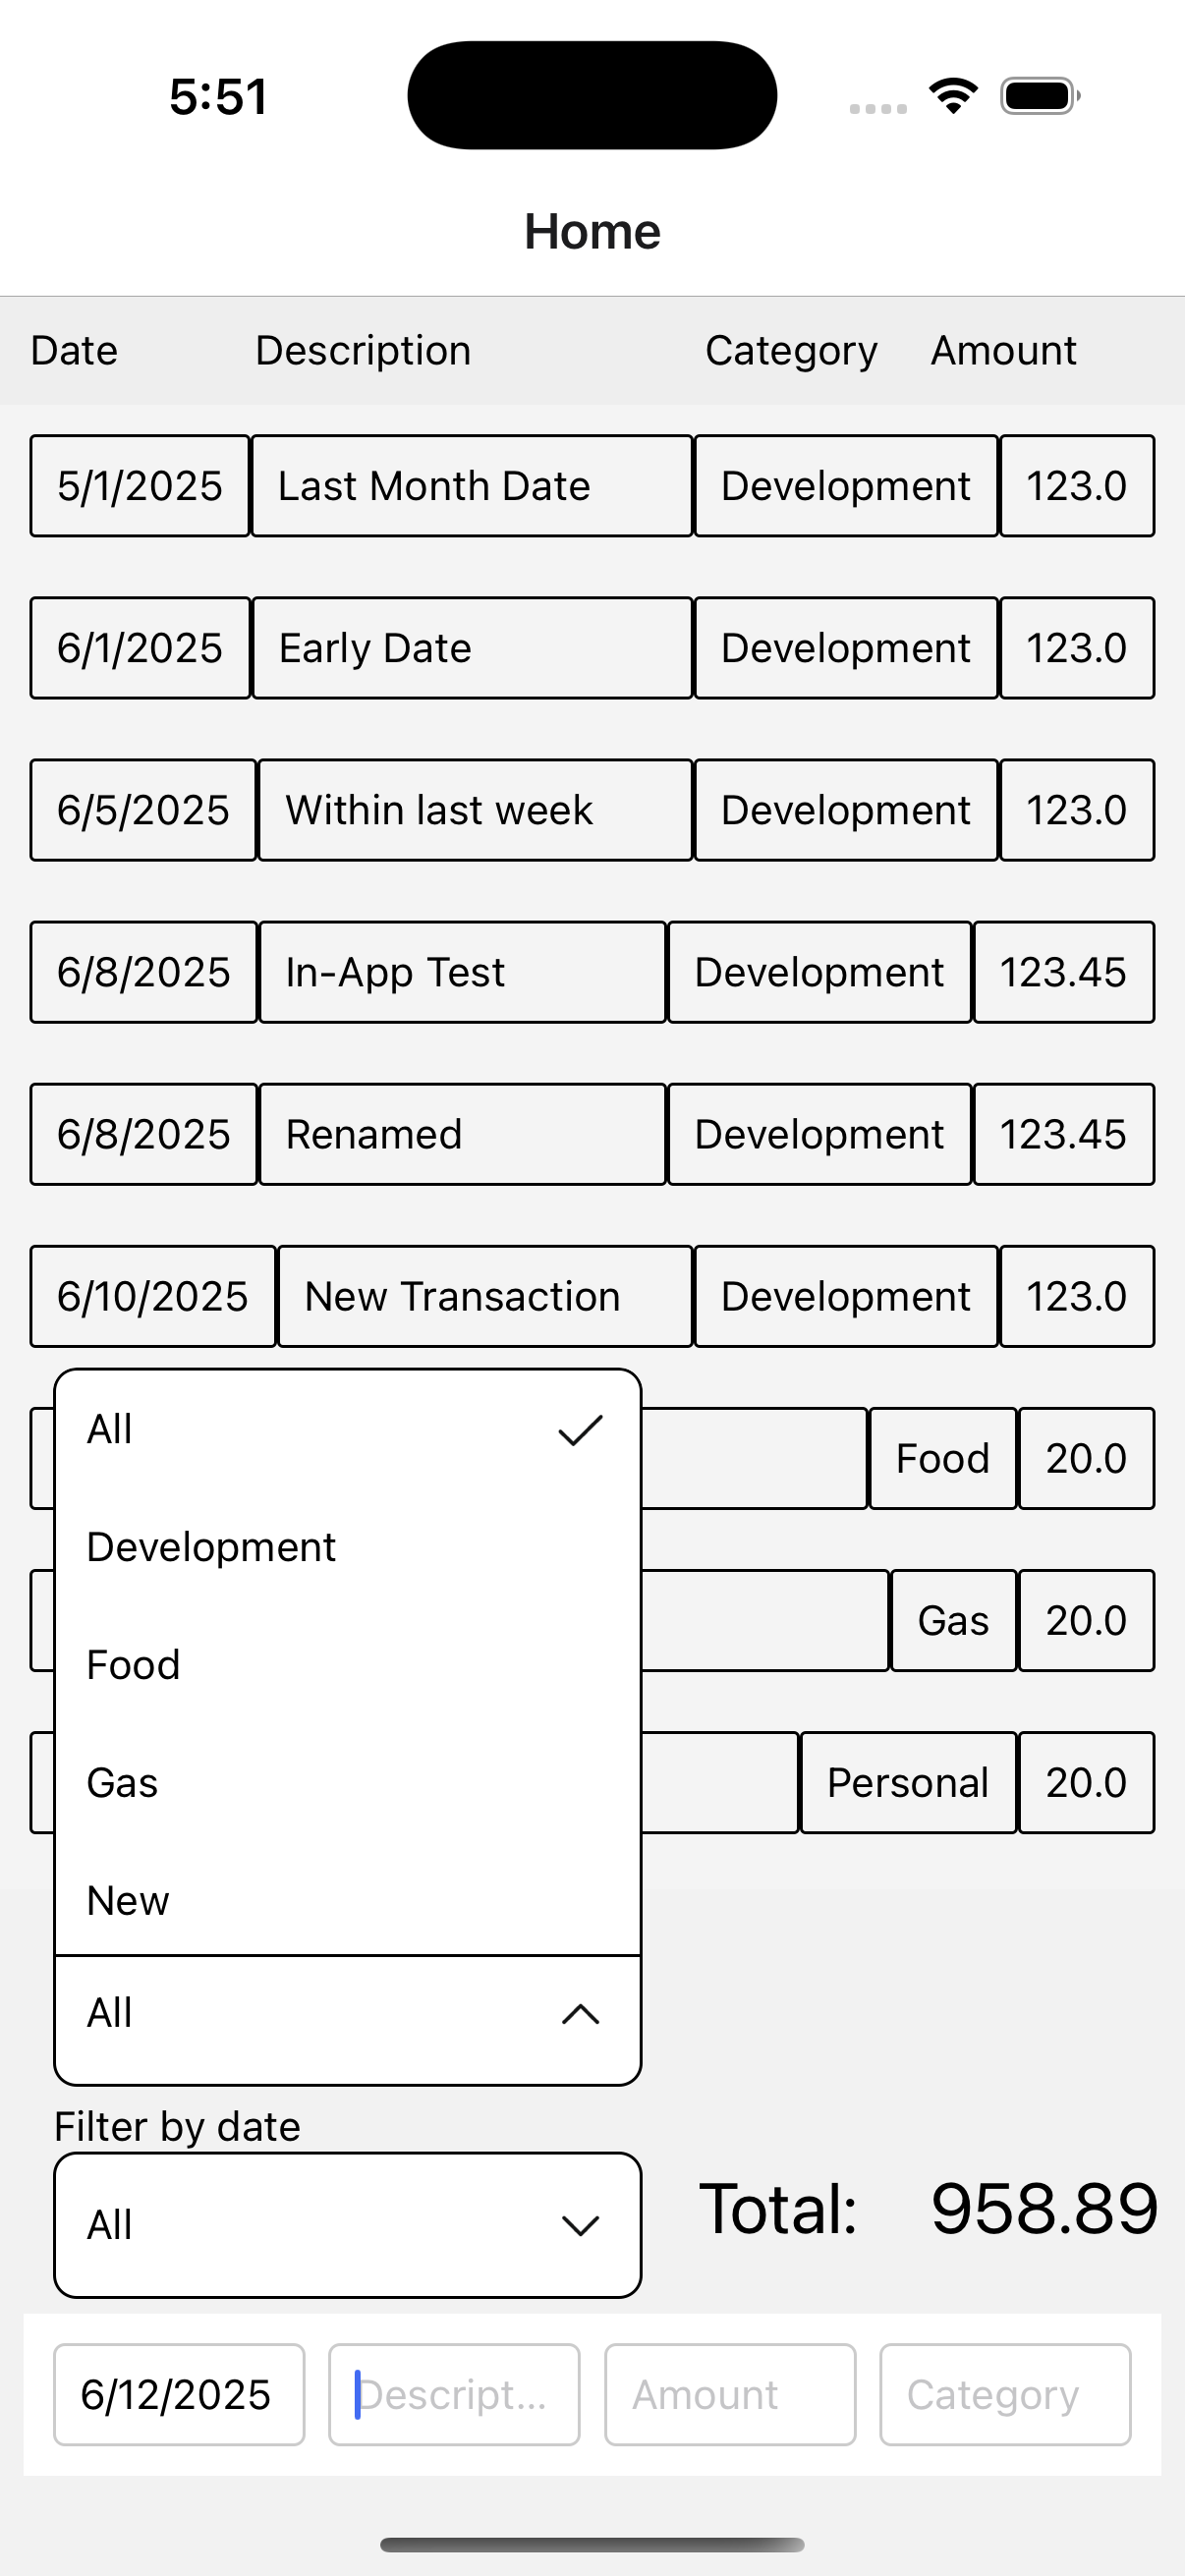 5:51
Home
Date Description Category Amount
5/1/2025 Last Month Date Development 123.0
6/1/2025 Early Date Development 123.0
6/5/2025 Within last week Development 123.0
6/8/2025 In-App Test Development 123.45
6/8/2025 Renamed Development 123.45
6/10/2025 New Transaction Development 123.0
Food 20.0
Gas 20.0
Personal 20.0
All
Development
Food
Gas
New
All
Filter by date
All
Total: 958.89
6/12/2025 Descript... Amount Category